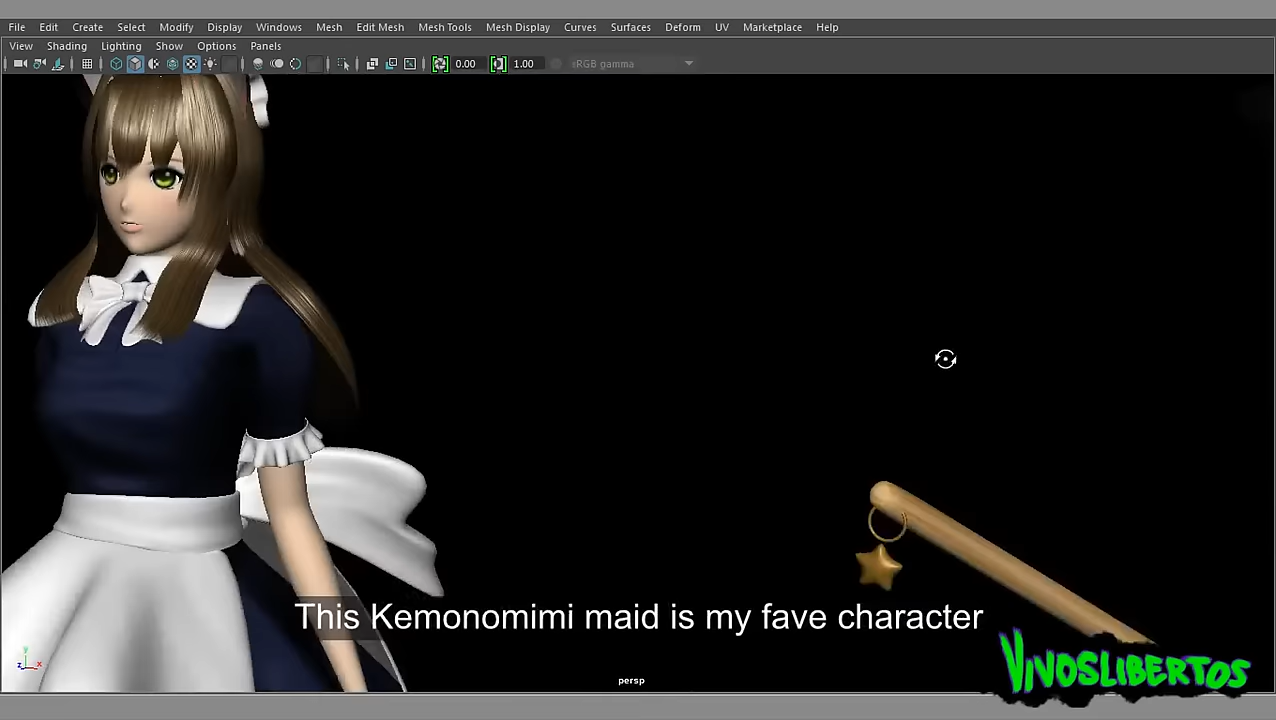 File Edit Create Select Modify Display Windows Mesh Edit Mesh Mesh Tools Mesh Display Curves Surfaces Deform UV Marketplace Help
View Shading Lighting Show Options Panels
0.00 1.00 sRGB gamma
This Kemonomimi maid is my fave character
VIVOSLIBERTOS
y
z x
persp